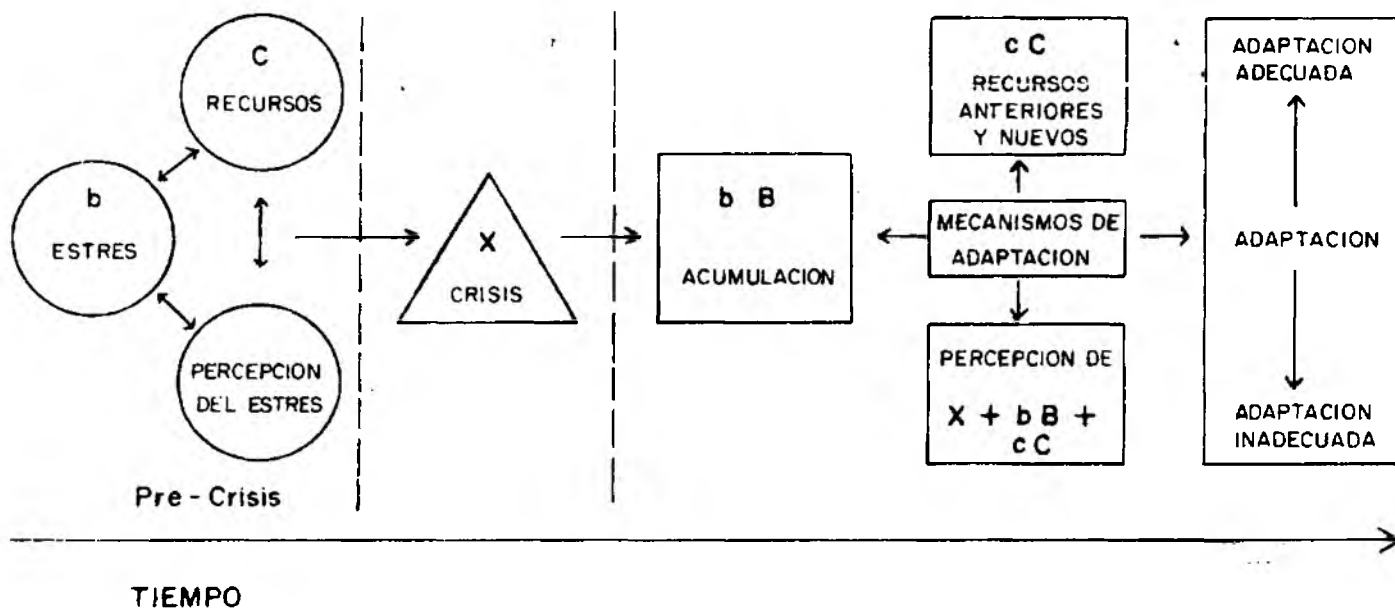 C
RECURSOS
b
ESTRES
PERCEPCION
DEL ESTRES
Pre - Crisis
X
CRISIS
b B
ACUMULACION
c C
RECURSOS
ANTERIORES
Y NUEVOS
MECANISMOS DE
ADAPTACION
PERCEPCION DE
X + b B +
c C
ADAPTACION
ADECUADA
ADAPTACION
ADAPTACION
INADECUADA
TIEMPO